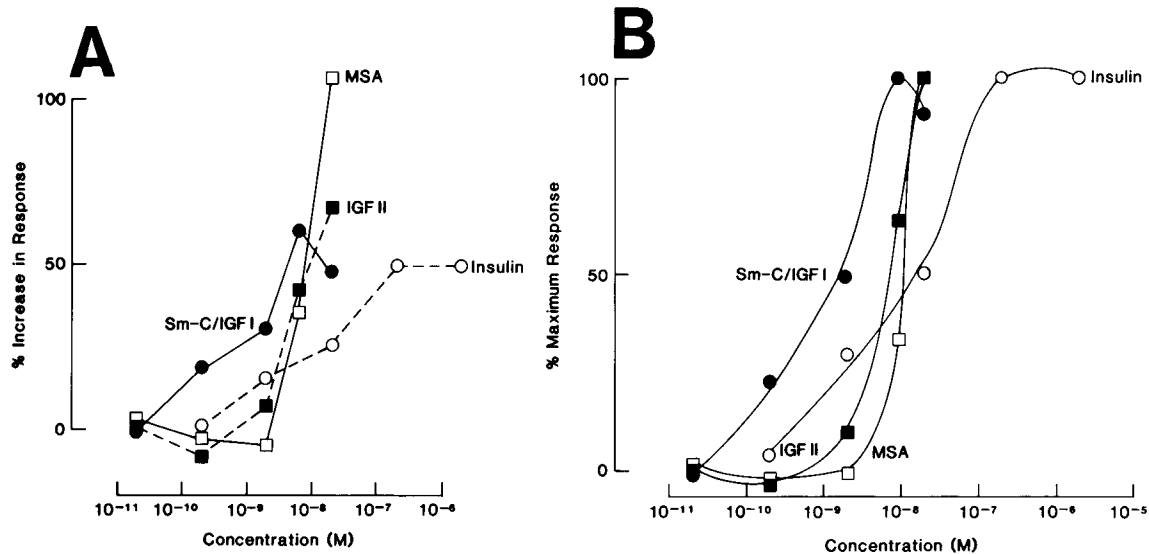 A
% Increase in Response
100
50
0
MSA
IGF II
Insulin
Sm-C/IGF I
10⁻¹¹ 10⁻¹⁰ 10⁻⁹ 10⁻⁸ 10⁻⁷ 10⁻⁶
Concentration (M)
B
% Maximum Response
100
50
0
Insulin
Sm-C/IGF I
IGF II
MSA
10⁻¹¹ 10⁻¹⁰ 10⁻⁹ 10⁻⁸ 10⁻⁷ 10⁻⁶ 10⁻⁵
Concentration (M)